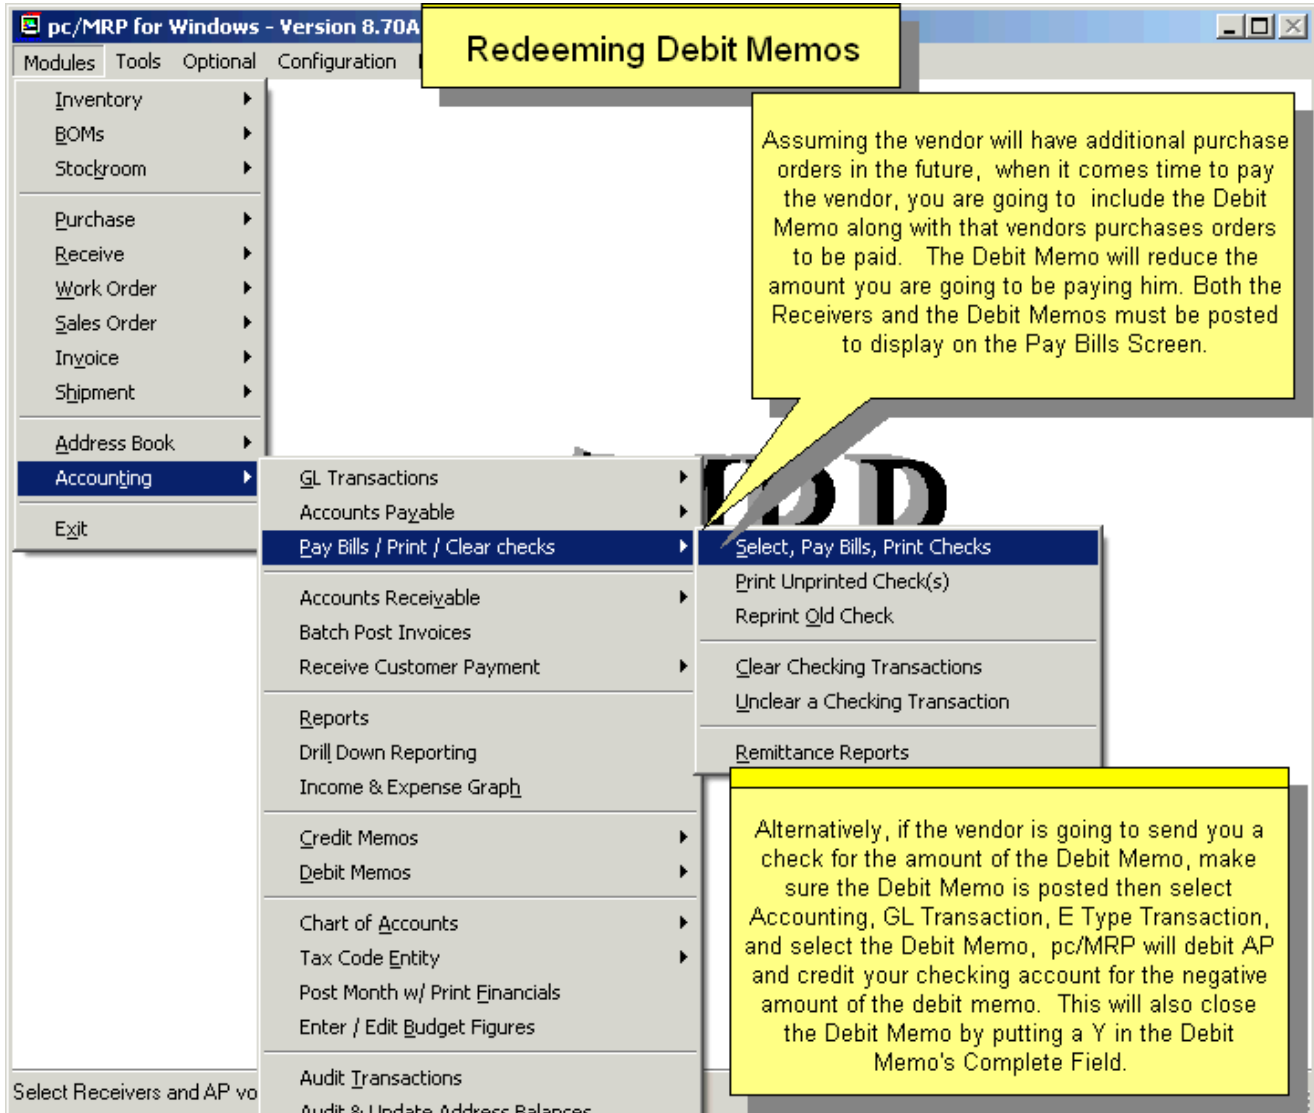 pc/MRP for Windows - Version 8.70A
Redeeming Debit Memos
Modules Tools Optional Configuration
Inventory
BOMs
Stockroom
Purchase
Receive
Work Order
Sales Order
Invoice
Shipment
Address Book
Accounting
Exit
Assuming the vendor will have additional purchase
orders in the future, when it comes time to pay
the vendor, you are going to include the Debit
Memo along with that vendors purchases orders
to be paid. The Debit Memo will reduce the
amount you are going to be paying him. Both the
Receivers and the Debit Memos must be posted
to display on the Pay Bills Screen.
GL Transactions
Accounts Payable
Pay Bills / Print / Clear checks
Accounts Receivable
Batch Post Invoices
Receive Customer Payment
Reports
Drill Down Reporting
Income & Expense Graph
Credit Memos
Debit Memos
Chart of Accounts
Tax Code Entity
Post Month w/ Print Financials
Enter / Edit Budget Figures
Audit Transactions
Audit & Update Address Balances
Select, Pay Bills, Print Checks
Print Unprinted Check(s)
Reprint Old Check
Clear Checking Transactions
Unclear a Checking Transaction
Remittance Reports
Alternatively, if the vendor is going to send you a
check for the amount of the Debit Memo, make
sure the Debit Memo is posted then select
Accounting, GL Transaction, E Type Transaction,
and select the Debit Memo, pc/MRP will debit AP
and credit your checking account for the negative
amount of the debit memo. This will also close
the Debit Memo by putting a Y in the Debit
Memo's Complete Field.
Select Receivers and AP vo